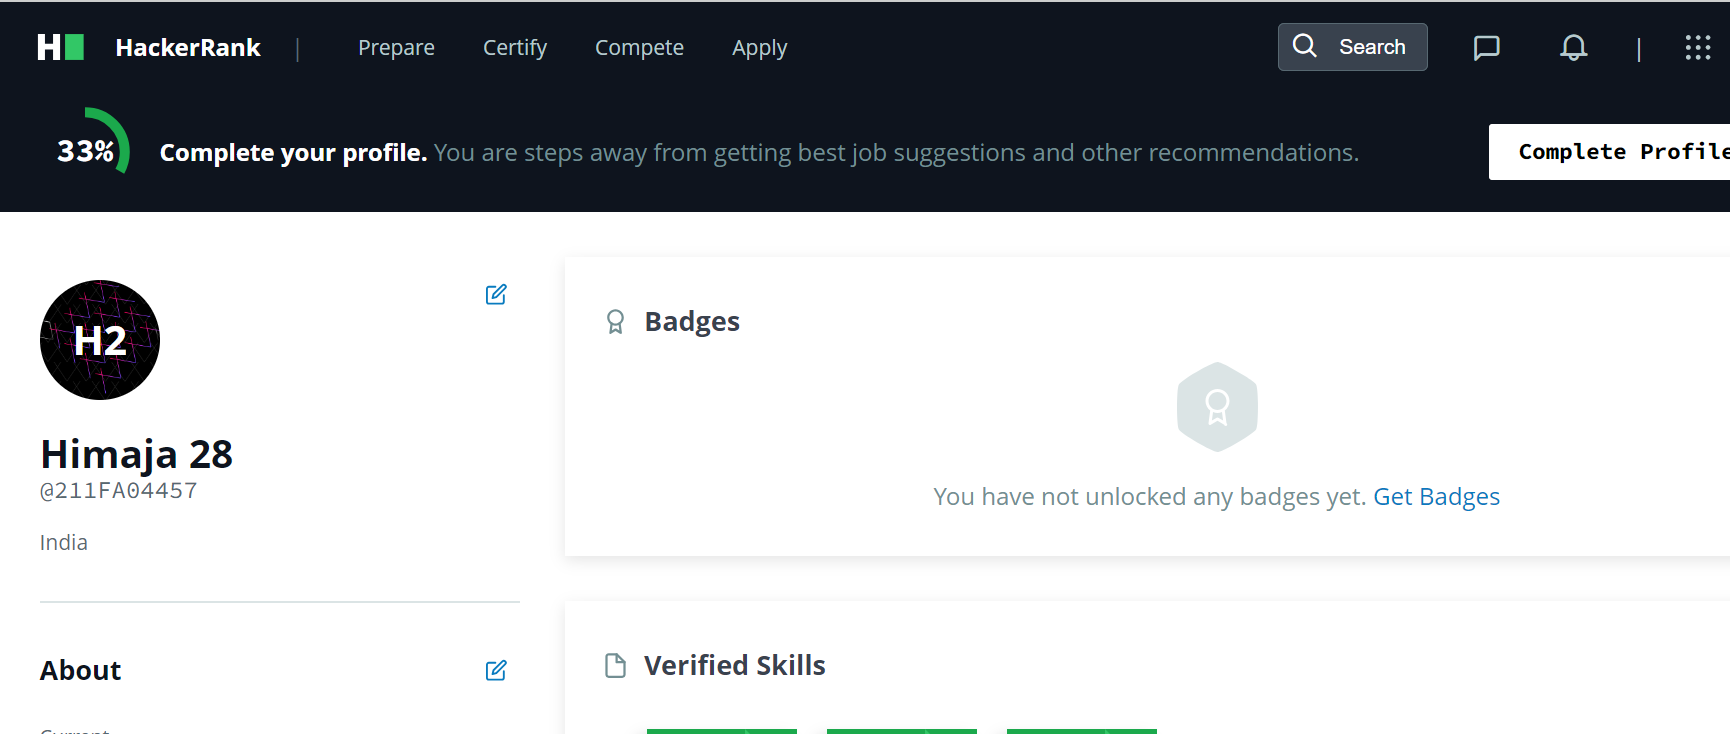 H HackerRank | Prepare Certify Compete Apply Search |
33% Complete your profile. You are steps away from getting best job suggestions and other recommendations. Complete Profile
H2
Himaja 28
@211FA04457
India
About
Badges
You have not unlocked any badges yet. Get Badges
Verified Skills